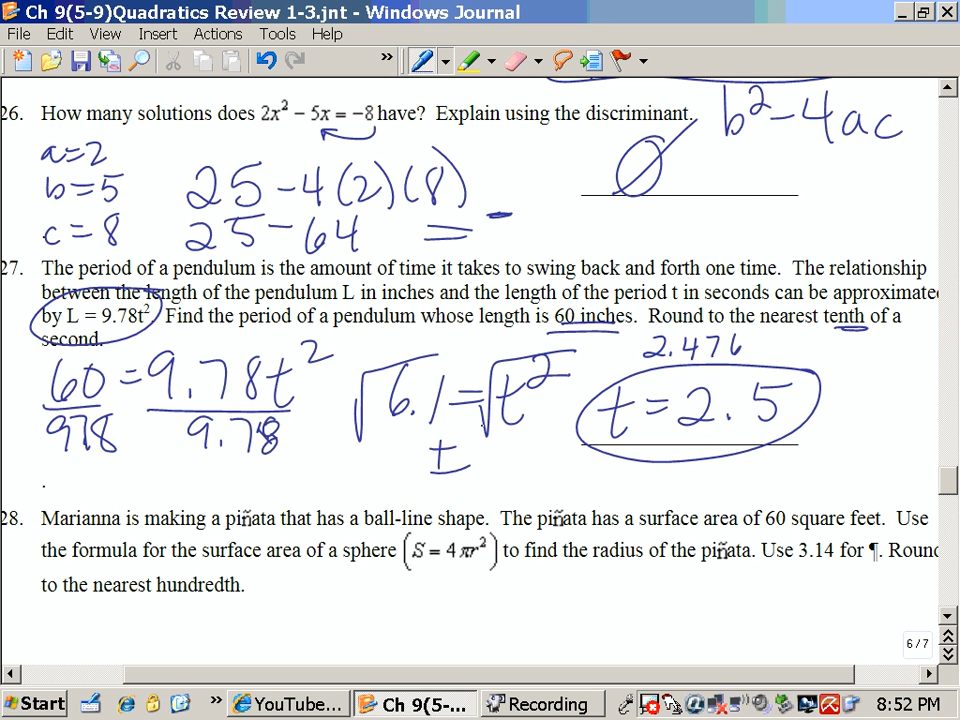 Ch 9(5-9)Quadratics Review 1-3.jnt - Windows Journal
File Edit View Insert Actions Tools Help
b² - 4ac
26. How many solutions does 2x² - 5x = -8 have? Explain using the discriminant.
a=2
b=5 25-4(2)(8) ∅
c=8 25-64 = -
27. The period of a pendulum is the amount of time it takes to swing back and forth one time. The relationship
between the length of the pendulum L in inches and the length of the period t in seconds can be approximated
by L = 9.78t². Find the period of a pendulum whose length is 60 inches. Round to the nearest tenth of a
second.
2.476
60 = 9.78t² √6.1 = √t² t = 2.5
9.78 9.78 ±
.
28. Marianna is making a piñata that has a ball-line shape. The piñata has a surface area of 60 square feet. Use
the formula for the surface area of a sphere (S = 4πr²) to find the radius of the piñata. Use 3.14 for ¶. Round
to the nearest hundredth.
6 / 7
Start YouTube... Ch 9(5-... Recording 8:52 PM